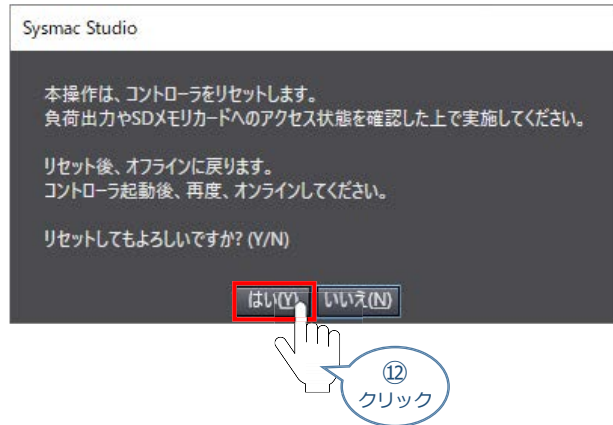 Sysmac Studio
本操作は、コントローラをリセットします。
負荷出力やSDメモリカードへのアクセス状態を確認した上で実施してください。
リセット後、オフラインに戻ります。
コントローラ起動後、再度、オンラインしてください。
リセットしてもよろしいですか? (Y/N)
はい(Y) いいえ(N)
⑫
クリック